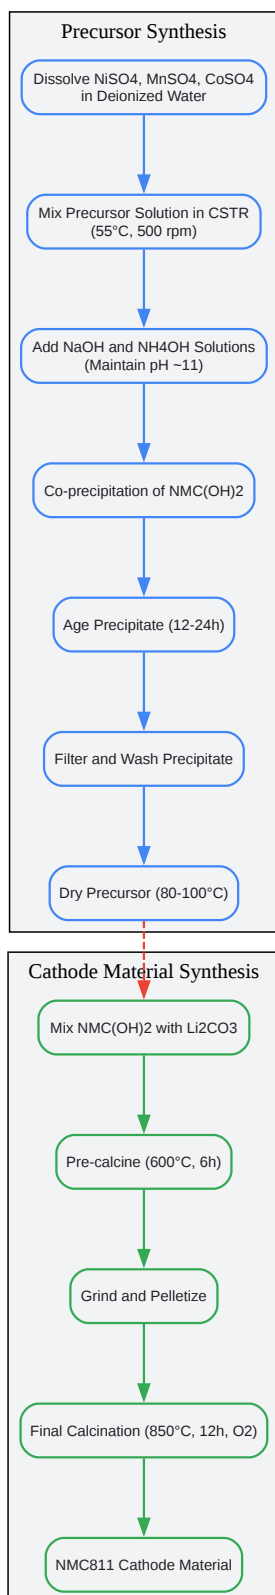 Precursor Synthesis
Dissolve NiSO4, MnSO4, CoSO4
in Deionized Water
Mix Precursor Solution in CSTR
(55°C, 500 rpm)
Add NaOH and NH4OH Solutions
(Maintain pH ~11)
Co-precipitation of NMC(OH)2
Age Precipitate (12-24h)
Filter and Wash Precipitate
Dry Precursor (80-100°C)
Cathode Material Synthesis
Mix NMC(OH)2 with Li2CO3
Pre-calcine (600°C, 6h)
Grind and Pelletize
Final Calcination (850°C, 12h, O2)
NMC811 Cathode Material